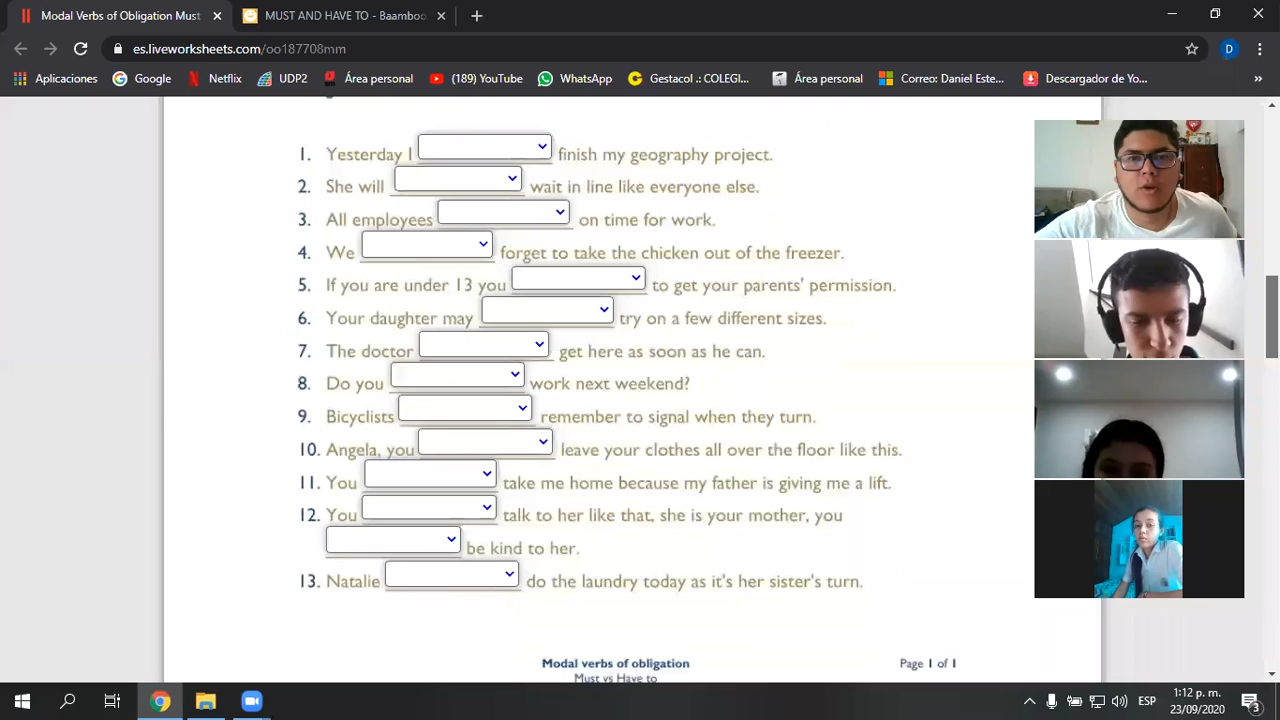 Modal Verbs of Obligation Must
MUST AND HAVE TO - Baamboo
es.liveworksheets.com/oo187708mm
D
Aplicaciones Google Netflix UDP2 Área personal (189) YouTube WhatsApp Gestacol .: COLEGI... Área personal Correo: Daniel Este... Descargador de Yo... »
1. Yesterday I finish my geography project.
2. She will wait in line like everyone else.
3. All employees on time for work.
4. We forget to take the chicken out of the freezer.
5. If you are under 13 you to get your parents' permission.
6. Your daughter may try on a few different sizes.
7. The doctor get here as soon as he can.
8. Do you work next weekend?
9. Bicyclists remember to signal when they turn.
10. Angela, you leave your clothes all over the floor like this.
11. You take me home because my father is giving me a lift.
12. You talk to her like that, she is your mother, you
be kind to her.
13. Natalie do the laundry today as it's her sister's turn.
Modal verbs of obligation Page 1 of 1
Must vs Have to
ESP
1:12 p. m.
23/09/2020
3